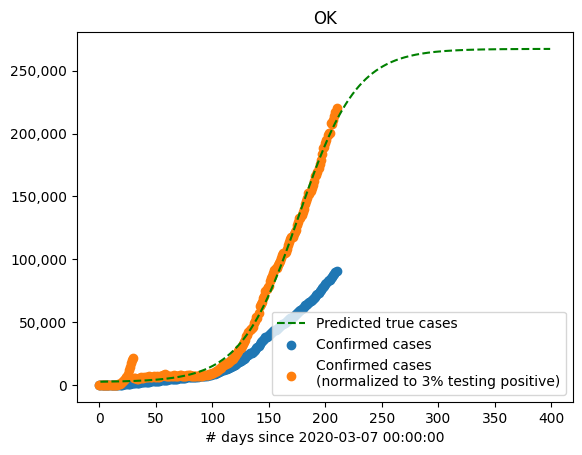 OK
250,000
200,000
150,000
100,000
50,000
0
Predicted true cases
Confirmed cases
Confirmed cases
(normalized to 3% testing positive)
0 50 100 150 200 250 300 350 400
# days since 2020-03-07 00:00:00